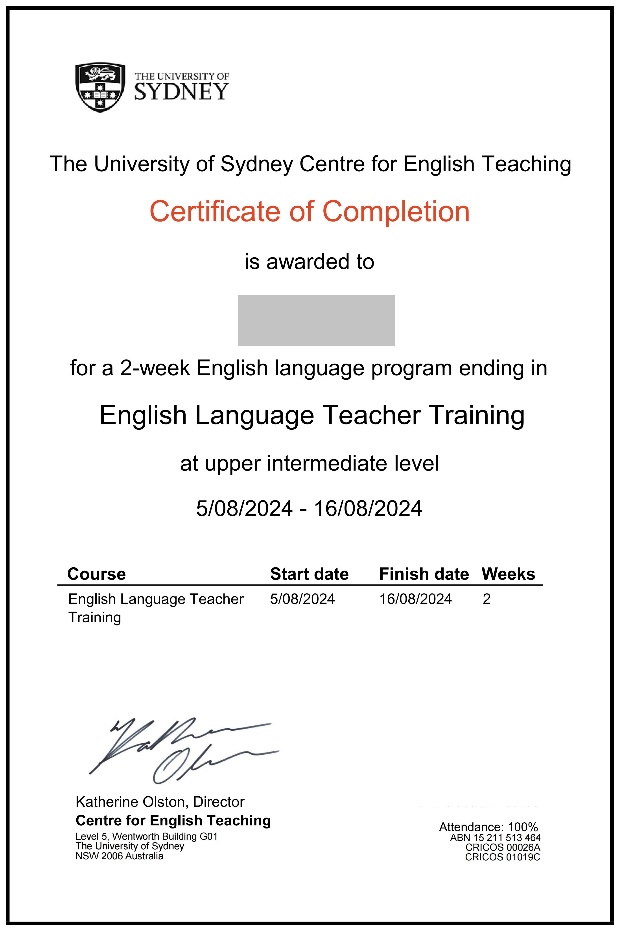 THE UNIVERSITY OF
SYDNEY
The University of Sydney Centre for English Teaching
Certificate of Completion
is awarded to
for a 2-week English language program ending in
English Language Teacher Training
at upper intermediate level
5/08/2024 - 16/08/2024
Course Start date Finish date Weeks
English Language Teacher Training 5/08/2024 16/08/2024 2
Katherine Olston
Katherine Olston, Director
Centre for English Teaching
Level 5, Wentworth Building G01
The University of Sydney
NSW 2006 Australia
Attendance: 100%
ABN 15 211 513 464
CRICOS 00026A
CRICOS 01019C